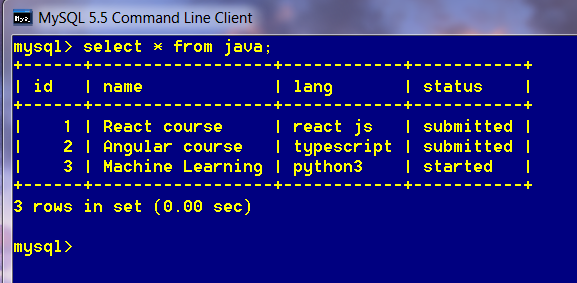 MySQL 5.5 Command Line Client
mysql> select * from java;
+------+------------------+------------+-----------+
| id   | name             | lang       | status    |
+------+------------------+------------+-----------+
|    1 | React course     | react js   | submitted |
|    2 | Angular course   | typescript | submitted |
|    3 | Machine Learning | python3    | started   |
+------+------------------+------------+-----------+
3 rows in set (0.00 sec)
mysql>